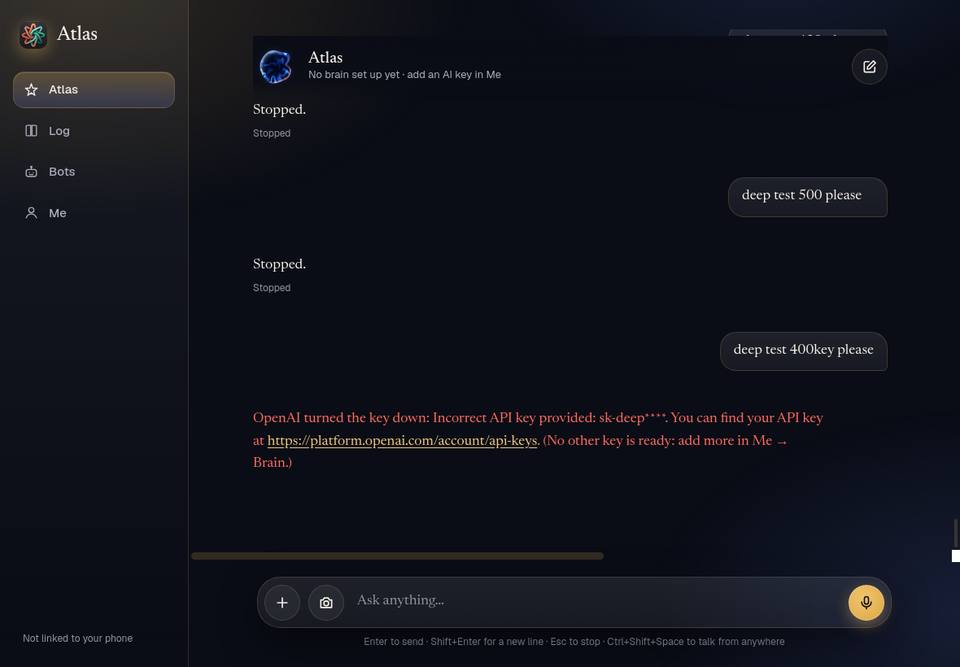 Atlas
Atlas
Log
Bots
Me
Not linked to your phone
Atlas
No brain set up yet · add an AI key in Me
Stopped.
Stopped
deep test 500 please
Stopped.
Stopped
deep test 400key please
OpenAI turned the key down: Incorrect API key provided: sk-deep****. You can find your API key
at https://platform.openai.com/account/api-keys. (No other key is ready: add more in Me →
Brain.)
Ask anything...
Enter to send · Shift+Enter for a new line · Esc to stop · Ctrl+Shift+Space to talk from anywhere